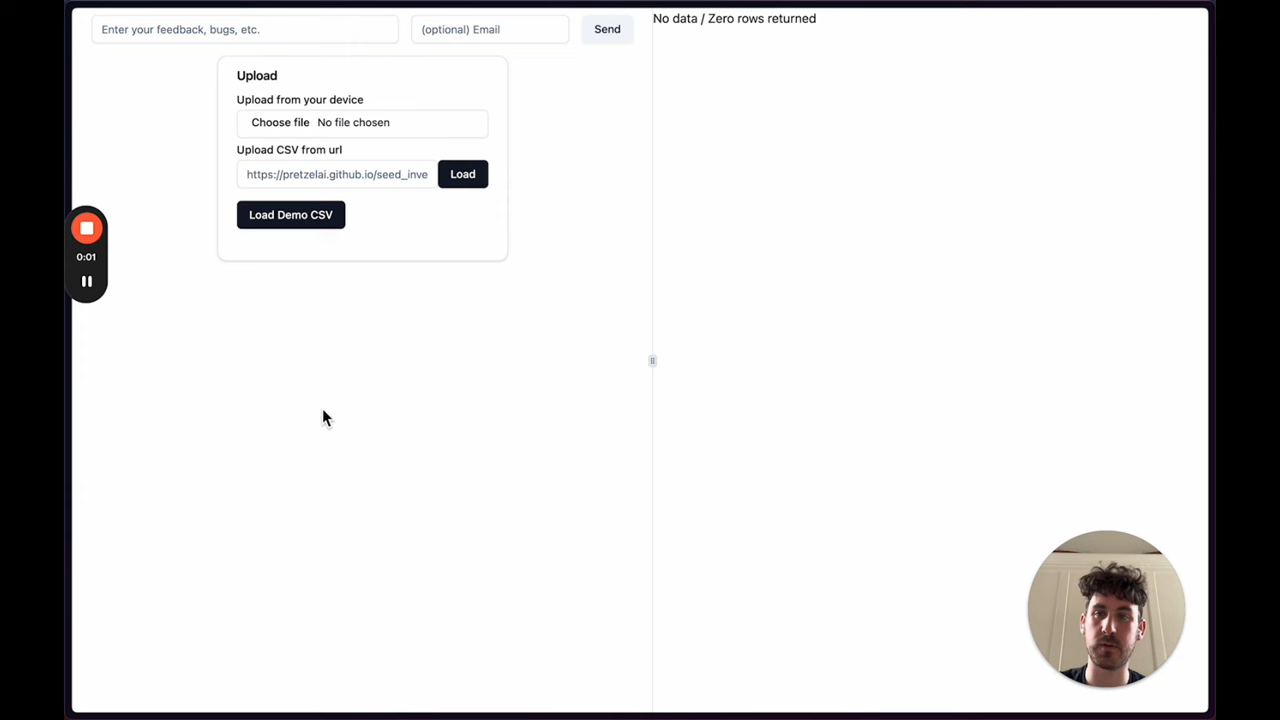 Enter your feedback, bugs, etc.
(optional) Email
Send
No data / Zero rows returned
Upload
Upload from your device
Choose file No file chosen
Upload CSV from url
https://pretzelai.github.io/seed_inve
Load
Load Demo CSV
0:01